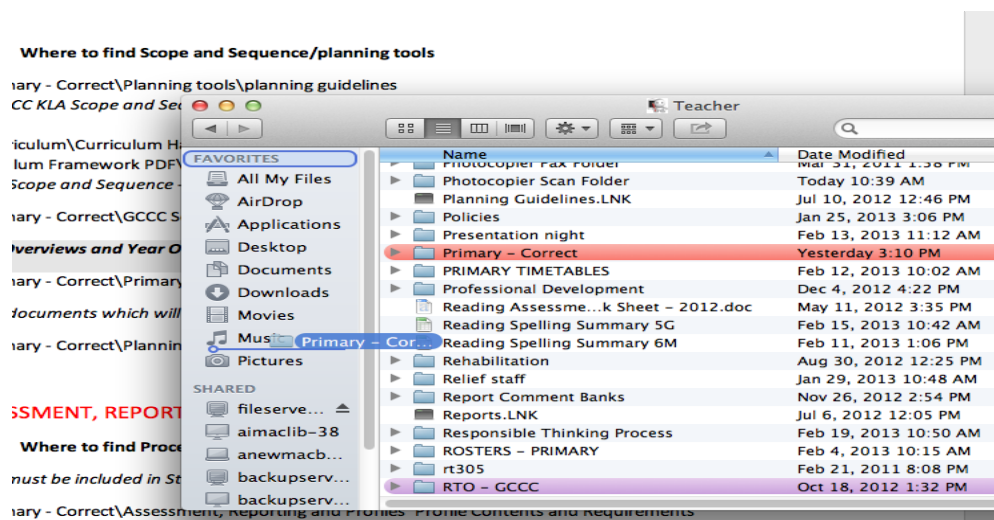 Where to find Scope and Sequence/planning tools
nary - Correct\Planning tools\planning guidelines
CC KLA Scope and Sec
iculum\Curriculum Ha
lum Framework PDF\
Scope and Sequence -
nary - Correct\GCCC S
Overviews and Year O
nary - Correct\Primary
documents which will
nary - Correct\Plannin
SSMENT, REPORT
Where to find Proce
must be included in St
nary - Correct\Assessment, Reporting and Profiles Profile Contents and Requirements
Teacher
FAVORITES
All My Files
AirDrop
Applications
Desktop
Documents
Downloads
Movies
Music
Primary - Cor...
Pictures
SHARED
fileserve...
aimaclib-38
anewmacb...
backupserv...
backupserv...
Name Date Modified
Photocopier Fax Folder Mar 31, 2011 1:38 PM
Photocopier Scan Folder Today 10:39 AM
Planning Guidelines.LNK Jul 10, 2012 12:46 PM
Policies Jan 25, 2013 3:06 PM
Presentation night Feb 13, 2013 11:12 AM
Primary - Correct Yesterday 3:10 PM
PRIMARY TIMETABLES Feb 12, 2013 10:02 AM
Professional Development Dec 4, 2012 4:22 PM
Reading Assessme...k Sheet - 2012.doc May 11, 2012 3:35 PM
Reading Spelling Summary 5G Feb 15, 2013 10:42 AM
Reading Spelling Summary 6M Feb 11, 2013 1:06 PM
Rehabilitation Aug 30, 2012 12:25 PM
Relief staff Jan 29, 2013 10:48 AM
Report Comment Banks Nov 26, 2012 2:54 PM
Reports.LNK Jul 6, 2012 12:05 PM
Responsible Thinking Process Feb 19, 2013 10:50 AM
ROSTERS - PRIMARY Feb 4, 2013 10:15 AM
rt305 Feb 21, 2011 8:08 PM
RTO - GCCC Oct 18, 2012 1:32 PM